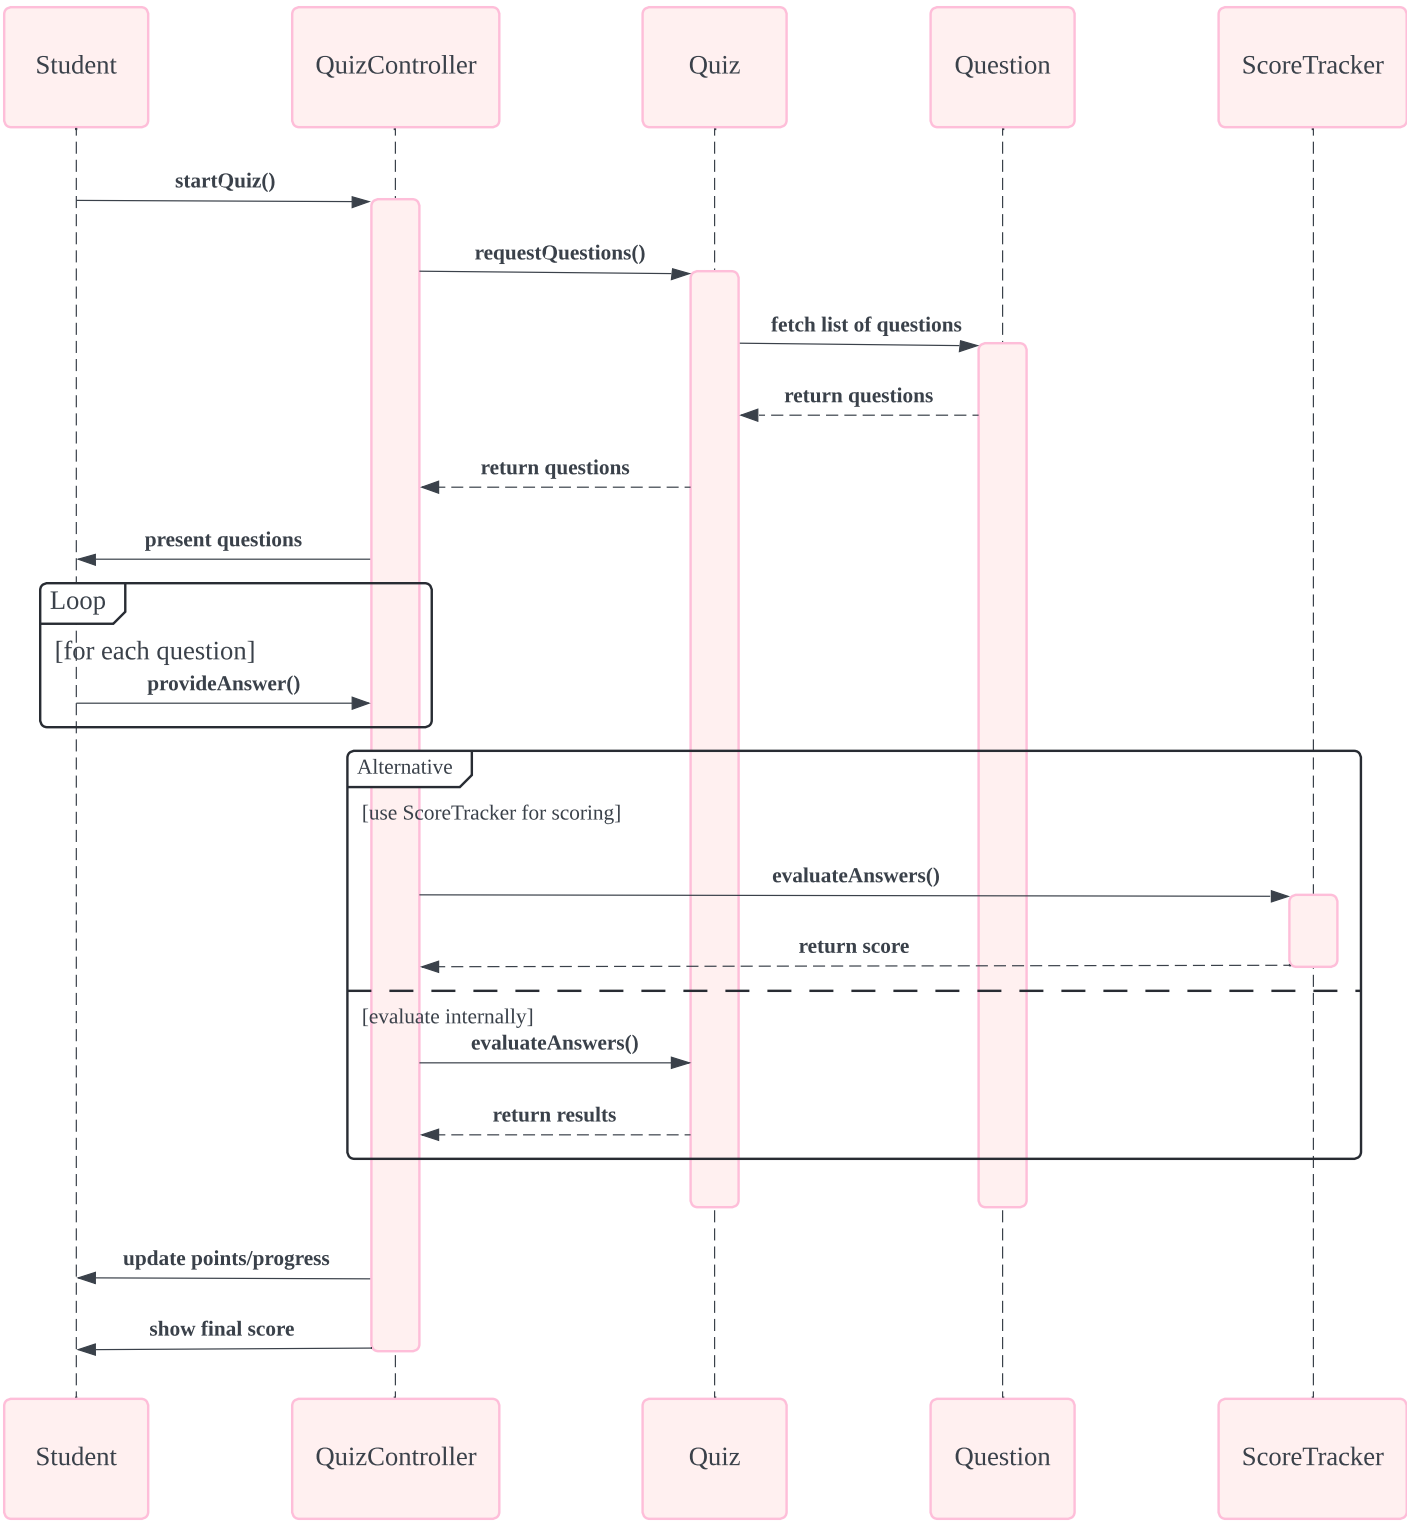 Student
QuizController
Quiz
Question
ScoreTracker
startQuiz()
requestQuestions()
fetch list of questions
return questions
return questions
present questions
Loop
[for each question]
provideAnswer()
Alternative
[use ScoreTracker for scoring]
evaluateAnswers()
return score
[evaluate internally]
evaluateAnswers()
return results
update points/progress
show final score
Student
QuizController
Quiz
Question
ScoreTracker